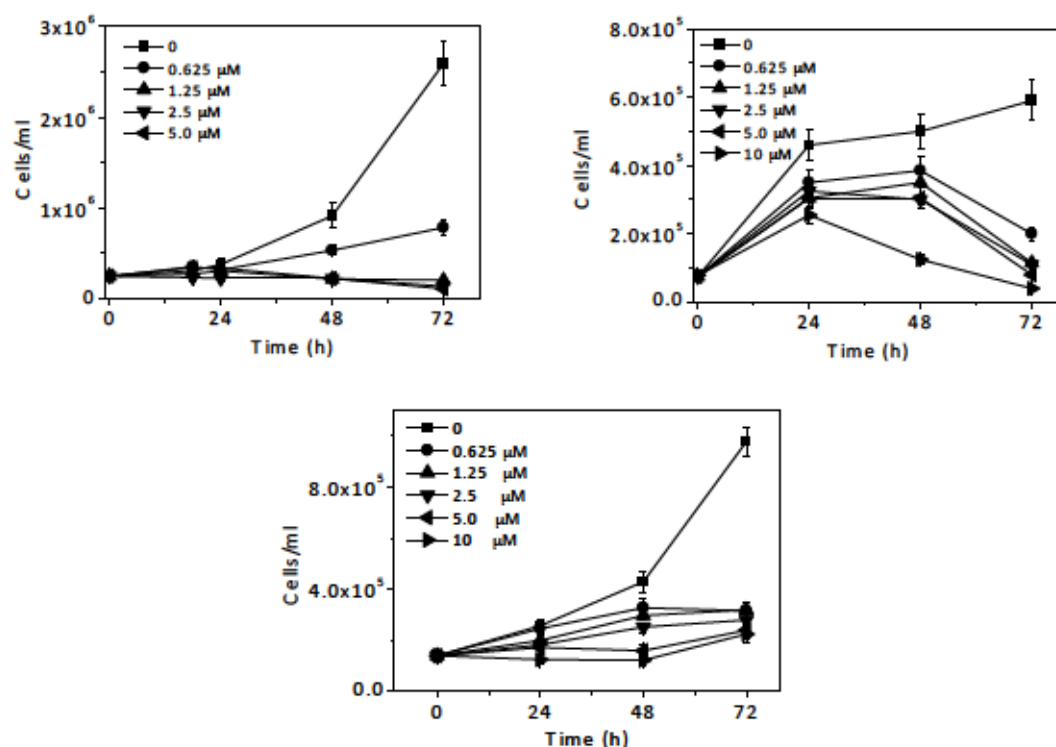 3x10⁶
2x10⁶
1x10⁶
0
Cells/ml
0
0.625 µM
1.25 µM
2.5 µM
5.0 µM
0 24 48 72
Time (h)
8.0x10⁵
6.0x10⁵
4.0x10⁵
2.0x10⁵
0.0
Cells/ml
0
0.625 µM
1.25 µM
2.5 µM
5.0 µM
10 µM
0 24 48 72
Time (h)
8.0x10⁵
4.0x10⁵
0.0
Cells/ml
0
0.625 µM
1.25 µM
2.5 µM
5.0 µM
10 µM
0 24 48 72
Time (h)